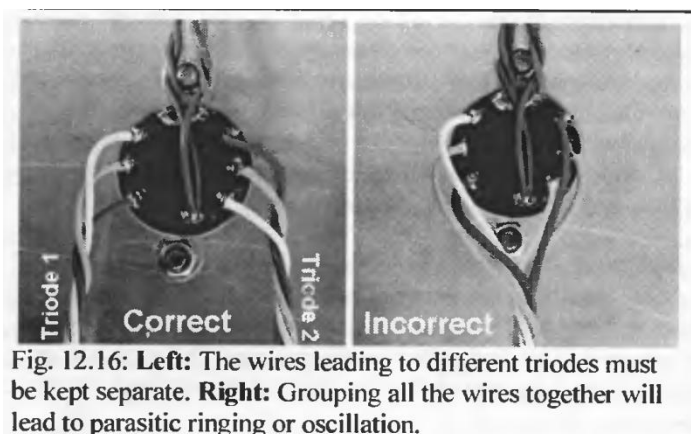 Triode 1
Correct
Triode 2
Incorrect
Fig. 12.16: Left: The wires leading to different triodes must
be kept separate. Right: Grouping all the wires together will
lead to parasitic ringing or oscillation.